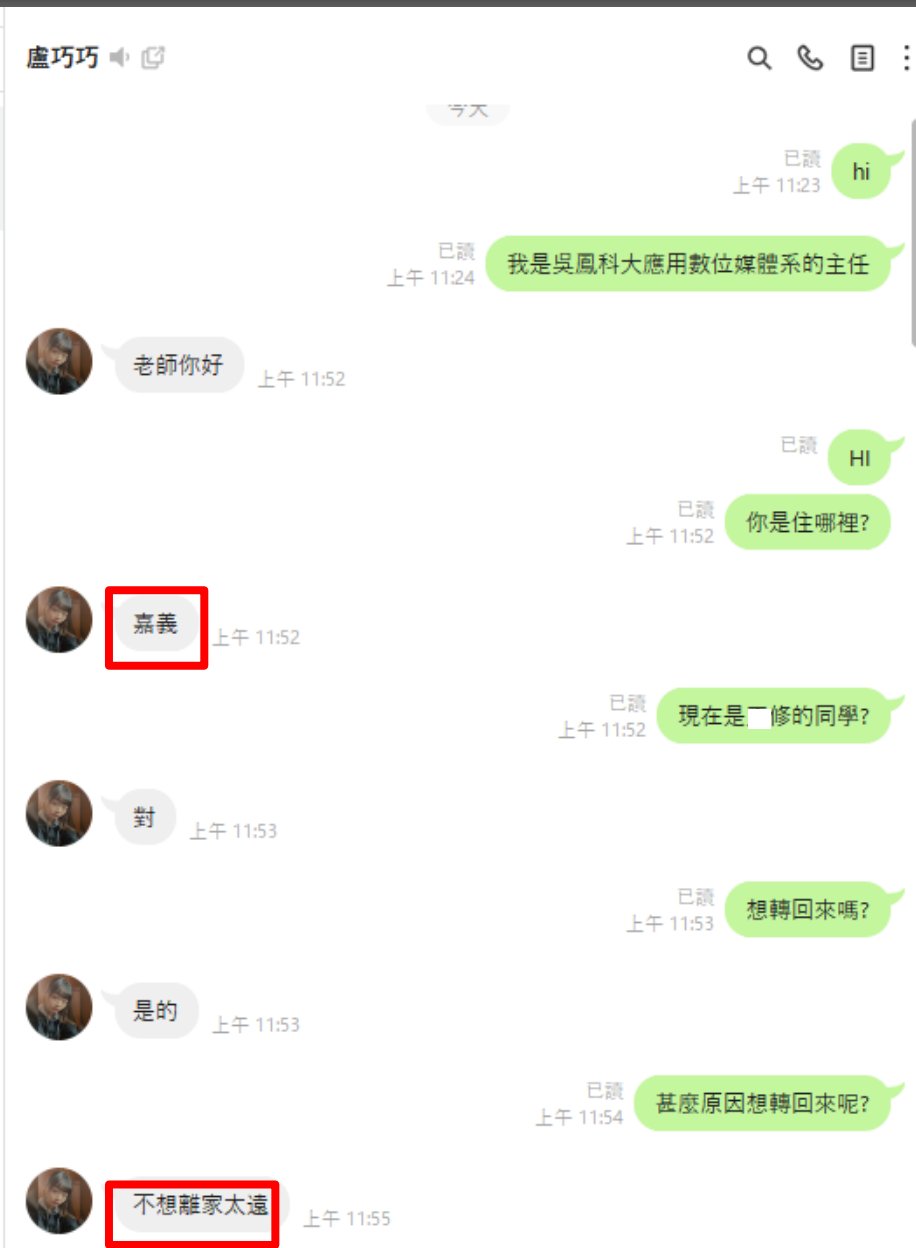 盧巧巧
今天
已讀
上午 11:23
hi
已讀
上午 11:24
我是吳鳳科大應用數位媒體系的主任
老師你好
上午 11:52
已讀
HI
已讀
上午 11:52
你是住哪裡?
嘉義
上午 11:52
已讀
上午 11:52
現在是 修的同學?
對
上午 11:53
已讀
上午 11:53
想轉回來嗎?
是的
上午 11:53
已讀
上午 11:54
甚麼原因想轉回來呢?
不想離家太遠
上午 11:55